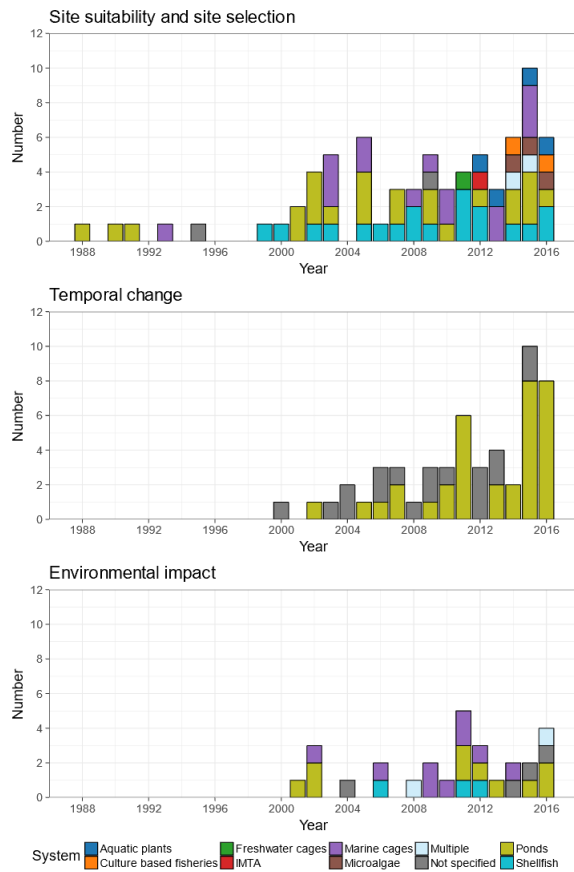 Site suitability and site selection
12
10
8
6
4
2
0
Number
1988 1992 1996 2000 2004 2008 2012 2016
Year
Temporal change
12
10
8
6
4
2
0
Number
1988 1992 1996 2000 2004 2008 2012 2016
Year
Environmental impact
12
10
8
6
4
2
0
Number
1988 1992 1996 2000 2004 2008 2012 2016
Year
System
Aquatic plants Freshwater cages Marine cages Multiple Ponds
Culture based fisheries IMTA Microalgae Not specified Shellfish